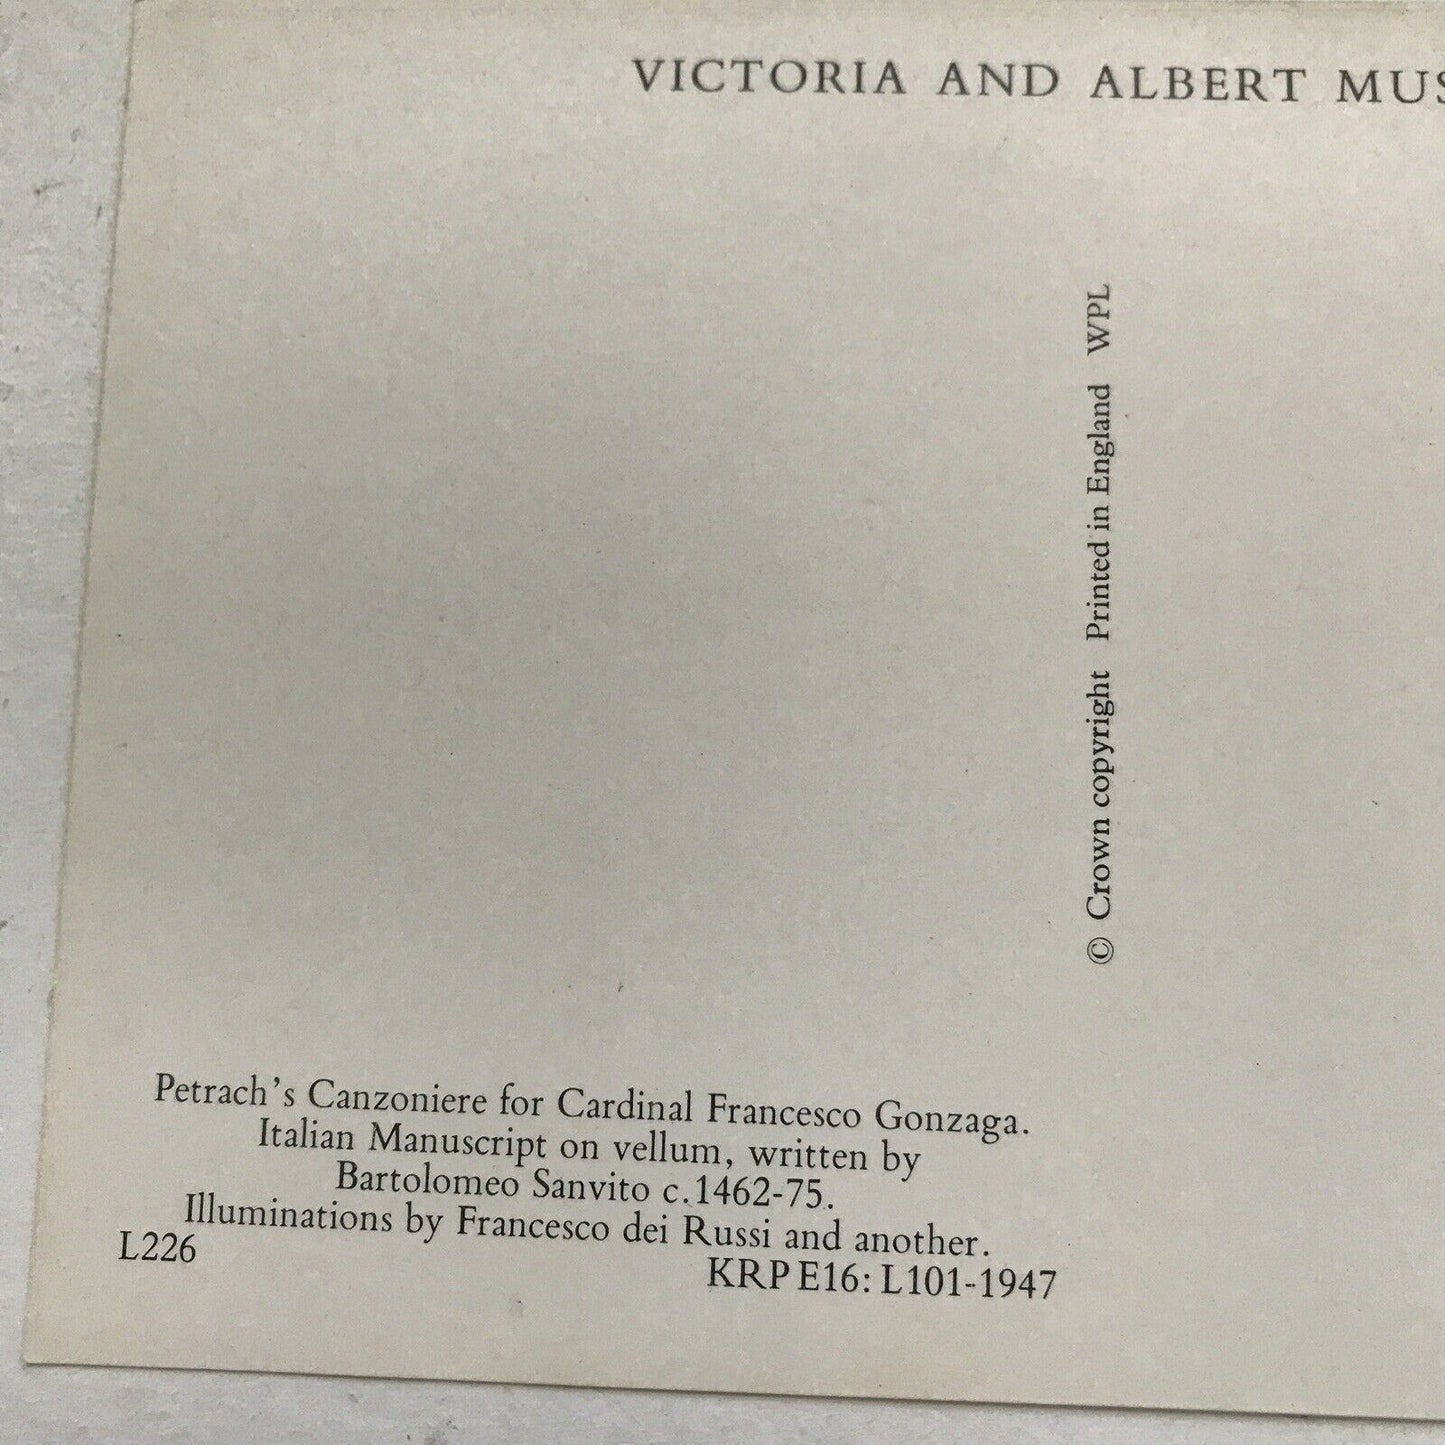 VICTORIA AND ALBERT MUS
© Crown copyright Printed in England WPL
Petrach's Canzoniere for Cardinal Francesco Gonzaga.
Italian Manuscript on vellum, written by
Bartolomeo Sanvito c.1462-75.
Illuminations by Francesco dei Russi and another.
L226
KRP E16: L101-1947